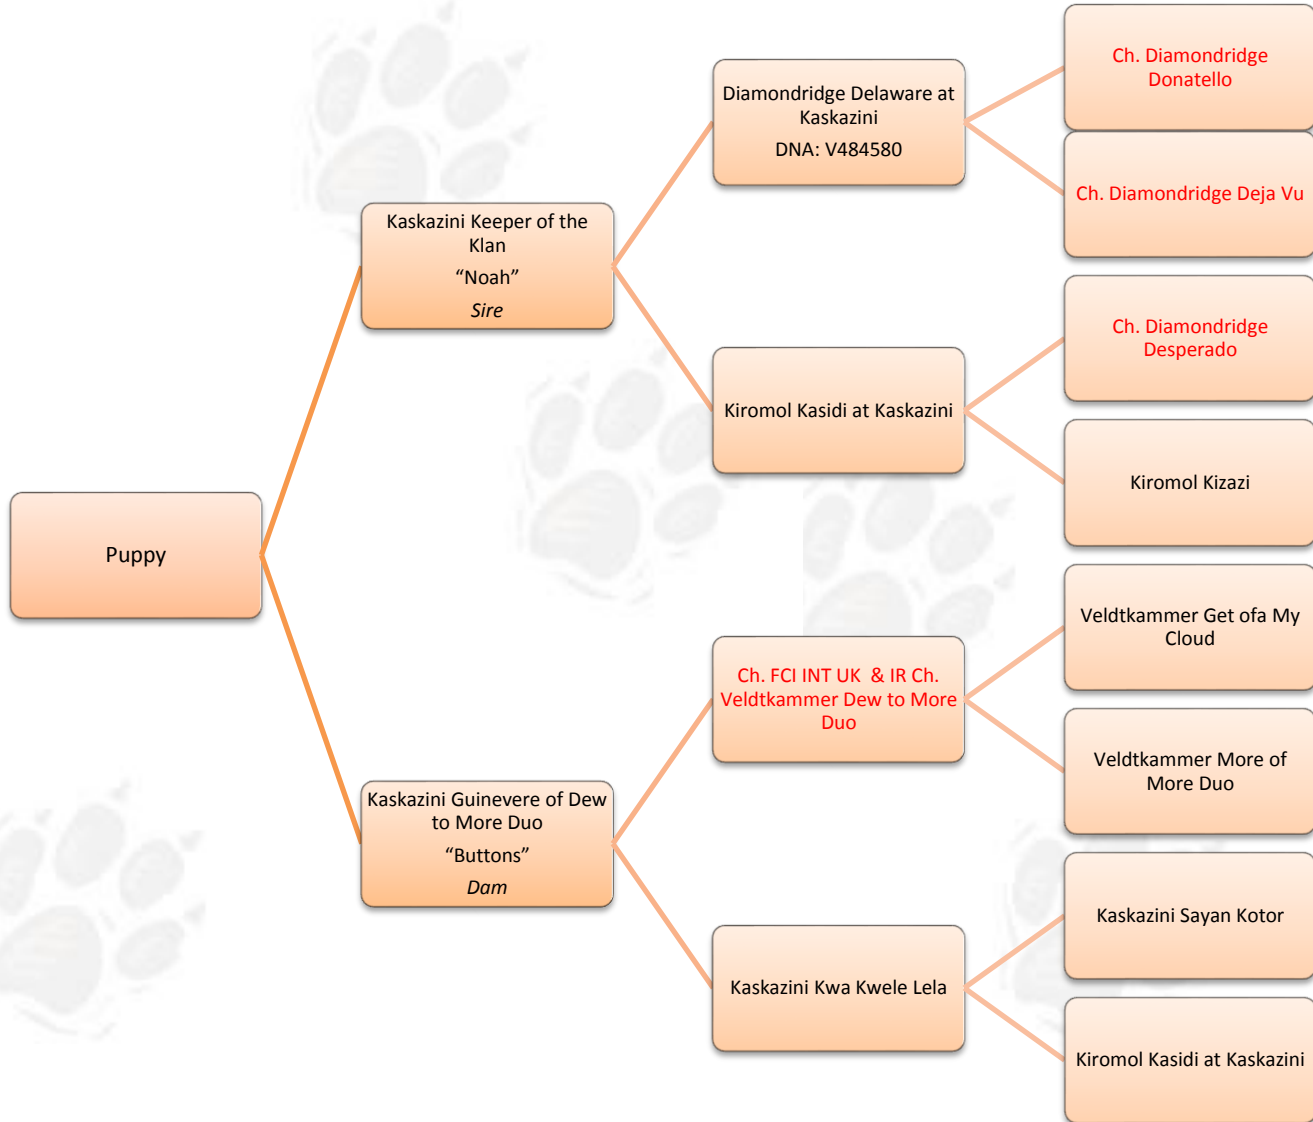 Puppy
Kaskazini Keeper of the
Klan
“Noah”
Sire
Kaskazini Guinevere of Dew
to More Duo
“Buttons”
Dam
Diamondridge Delaware at
Kaskazini
DNA: V484580
Kiromol Kasidi at Kaskazini
Ch. FCI INT UK  & IR Ch.
Veldtkammer Dew to More
Duo
Kaskazini Kwa Kwele Lela
Ch. Diamondridge
Donatello
Ch. Diamondridge Deja Vu
Ch. Diamondridge
Desperado
Kiromol Kizazi
Veldtkammer Get ofa My
Cloud
Veldtkammer More of
More Duo
Kaskazini Sayan Kotor
Kiromol Kasidi at Kaskazini